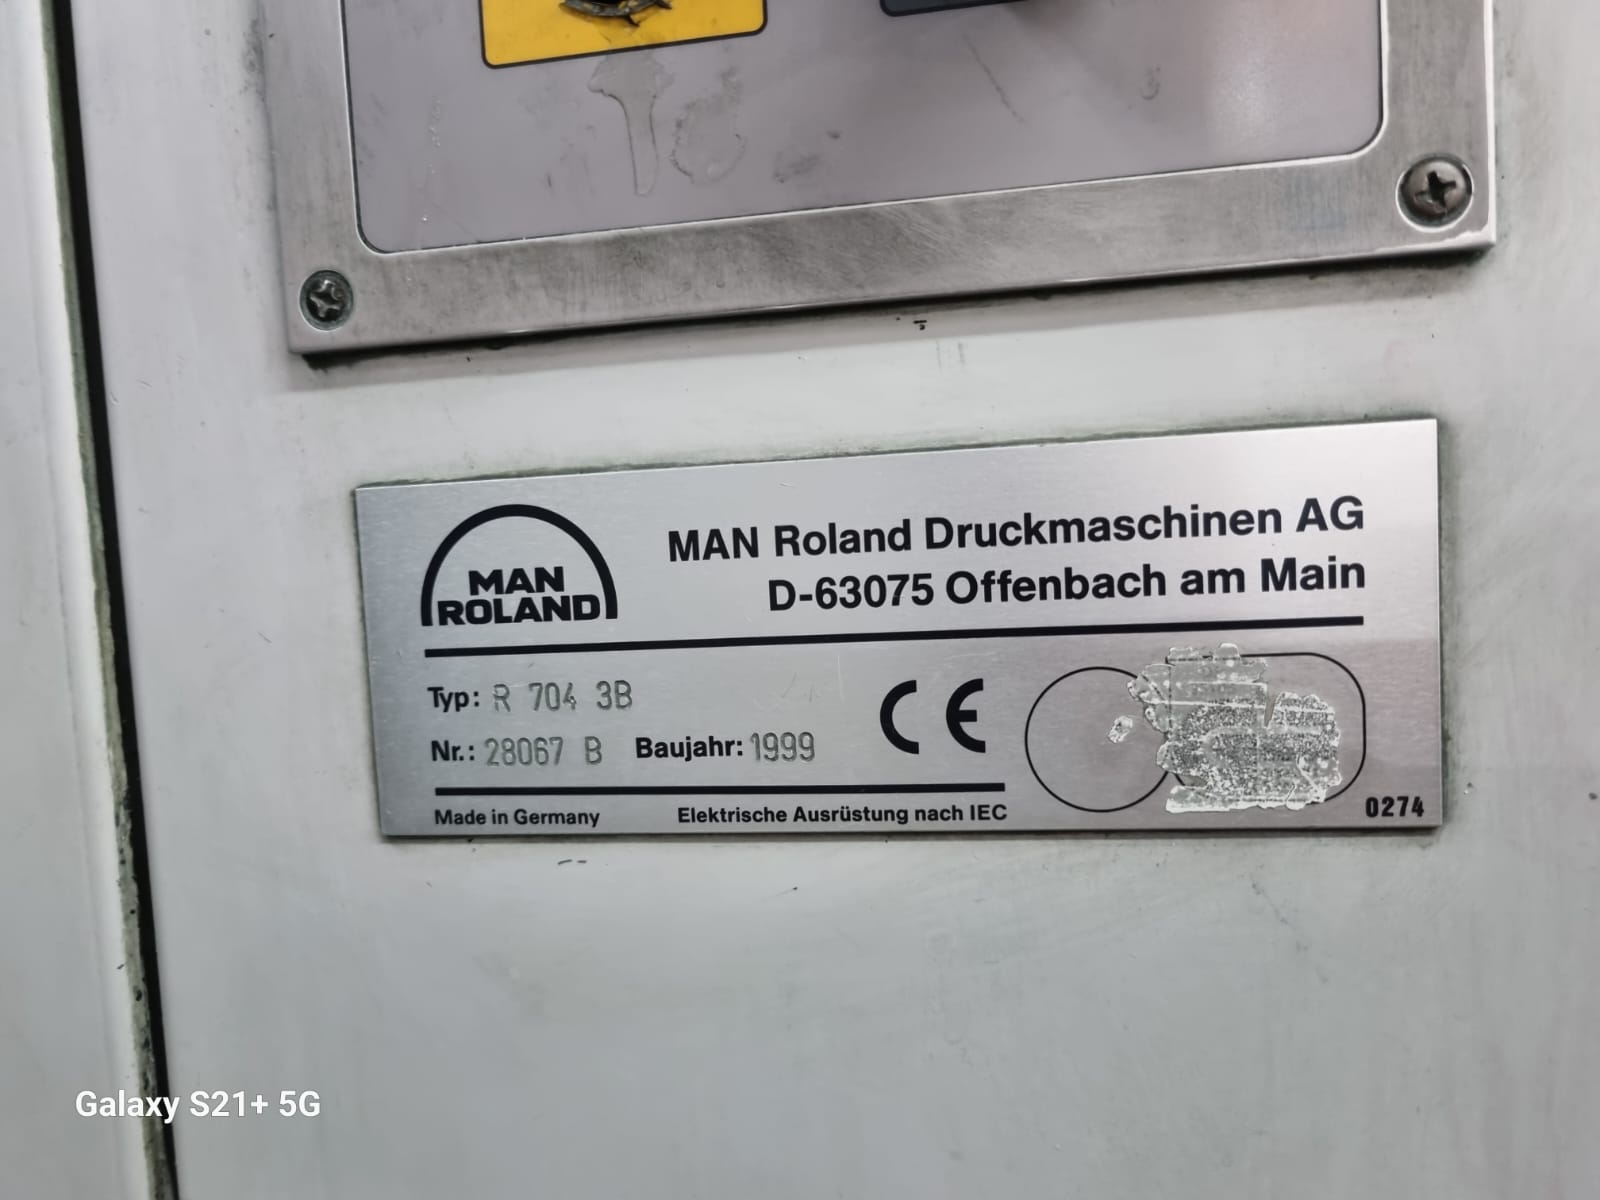 MAN
ROLAND
MAN Roland Druckmaschinen AG
D-63075 Offenbach am Main
Typ: R 704 3B
Nr.: 28067 B Baujahr: 1999
CE
Made in Germany Elektrische Ausrüstung nach IEC
0274
Galaxy S21+ 5G